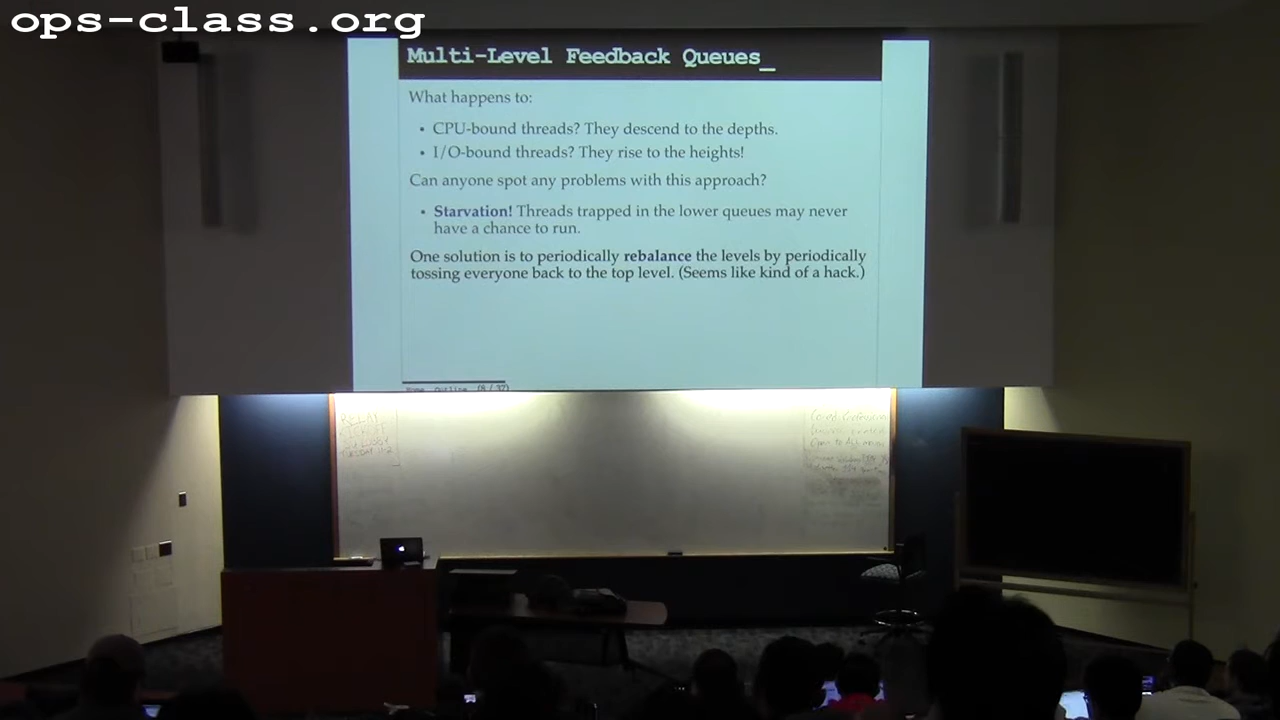 ops-class.org
Multi-Level Feedback Queues_
What happens to:
• CPU-bound threads? They descend to the depths.
• I/O-bound threads? They rise to the heights!
Can anyone spot any problems with this approach?
• Starvation! Threads trapped in the lower queues may never
have a chance to run.
One solution is to periodically rebalance the levels by periodically
tossing everyone back to the top level. (Seems like kind of a hack.)
RELAY
TUESDAY